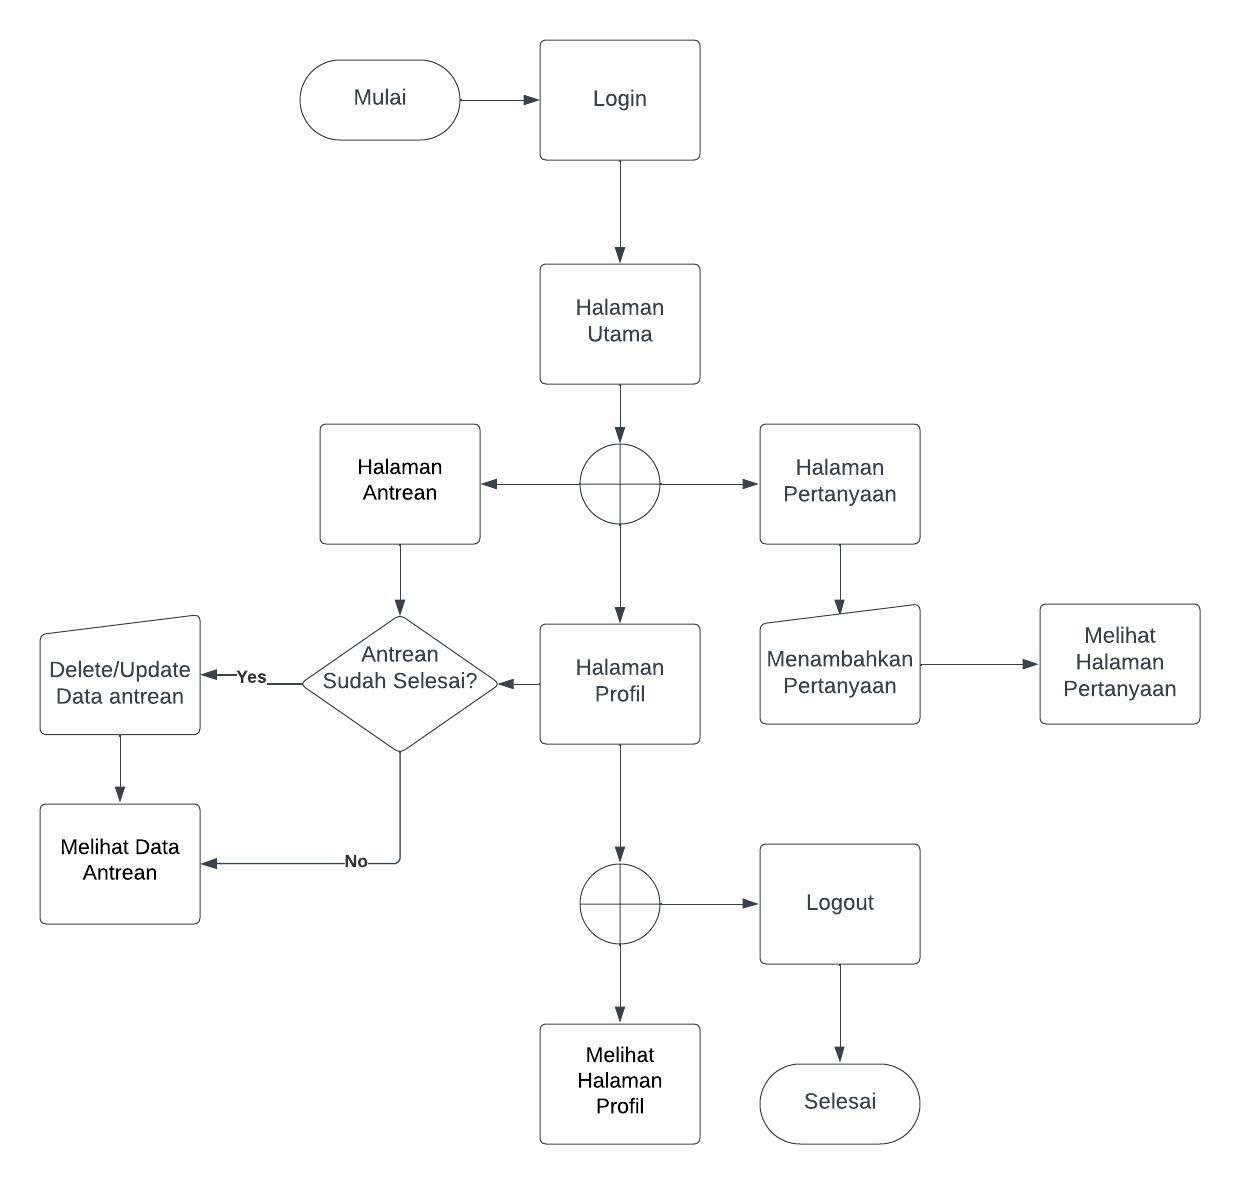 Mulai
Login
Halaman
Utama
Halaman
Antrean
Halaman
Pertanyaan
Antrean
Sudah Selesai?
Yes
Delete/Update
Data antrean
Halaman
Profil
Menambahkan
Pertanyaan
Melihat
Halaman
Pertanyaan
Melihat Data
Antrean
No
Logout
Melihat
Halaman
Profil
Selesai